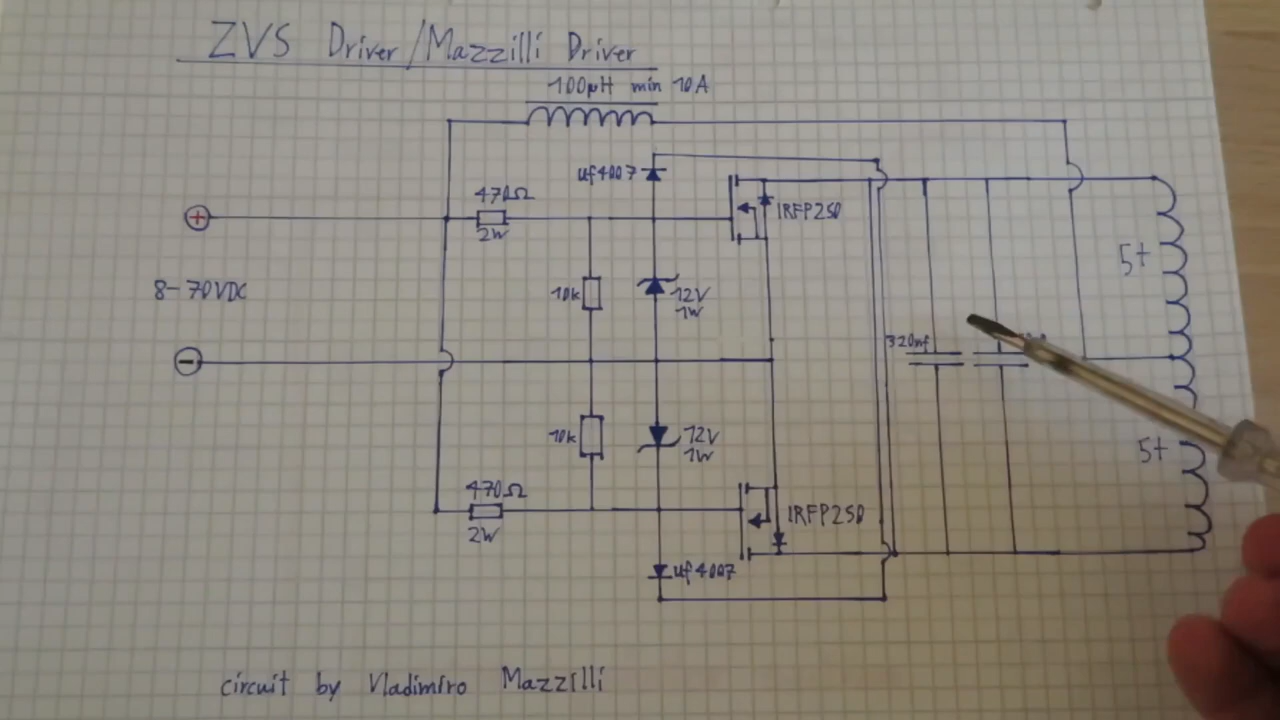 ZVS Driver/Mazzilli Driver
100µH min 10A
uf4007
470Ω
2W
IRFP250
+
5t
8-70VDC
10k
12V
1W
320nf
-
10k
12V
1W
5t
470Ω
2W
IRFP250
uf4007
circuit by Vladimiro Mazzilli